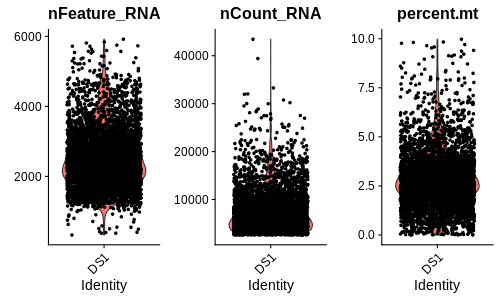 nFeature_RNA
6000
4000
2000
DS1
Identity
nCount_RNA
40000
30000
20000
10000
0
DS1
Identity
percent.mt
10.0
7.5
5.0
2.5
0.0
DS1
Identity